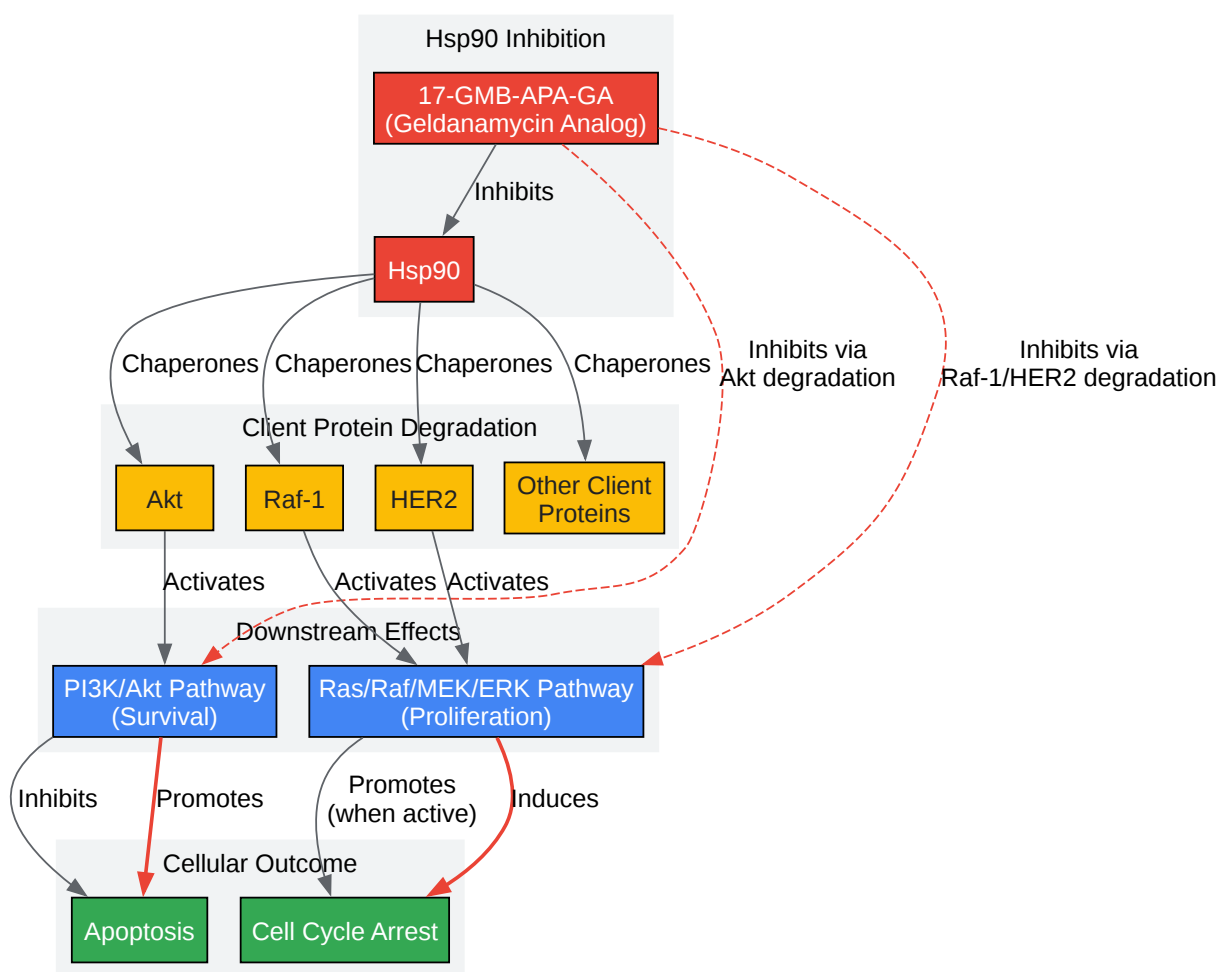 Hsp90 Inhibition
17-GMB-APA-GA
(Geldanamycin Analog)
Inhibits
Hsp90
Chaperones
Chaperones
Chaperones
Chaperones
Inhibits via
Akt degradation
Inhibits via
Raf-1/HER2 degradation
Client Protein Degradation
Akt
Raf-1
HER2
Other Client
Proteins
Activates
Activates
Activates
Downstream Effects
PI3K/Akt Pathway
(Survival)
Ras/Raf/MEK/ERK Pathway
(Proliferation)
Inhibits
Promotes
Promotes
(when active)
Induces
Cellular Outcome
Apoptosis
Cell Cycle Arrest